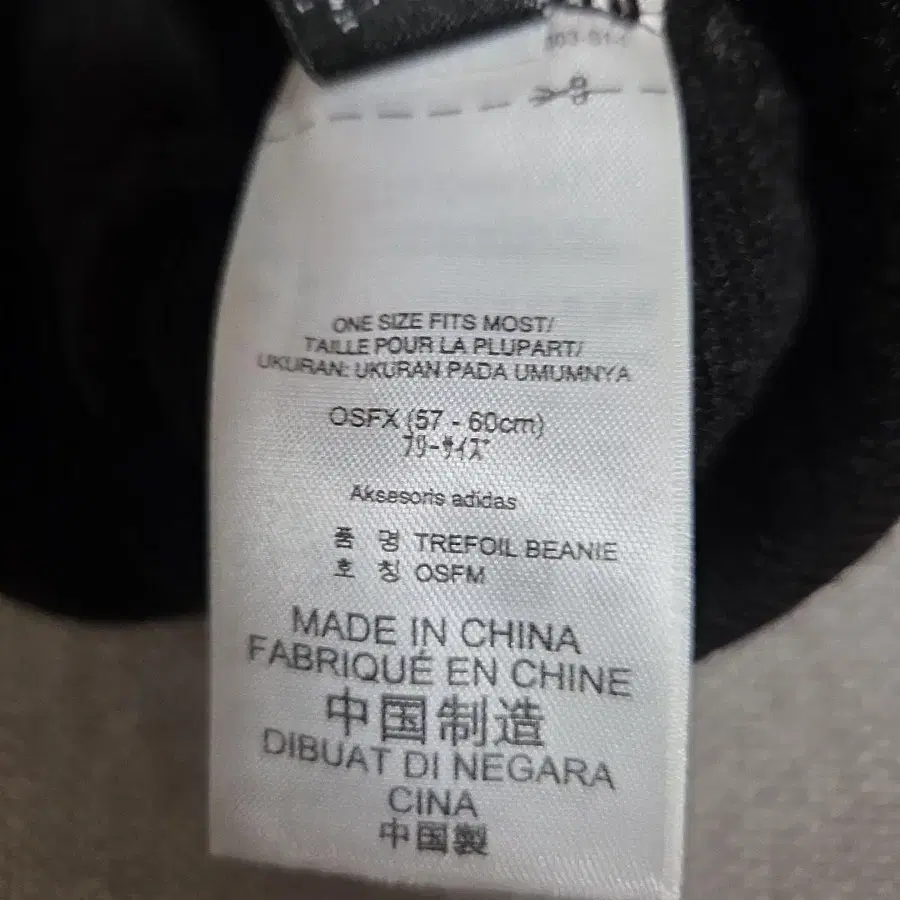 ONE SIZE FITS MOST/
TAILLE POUR LA PLUPART/
UKURAN: UKURAN PADA UMUMNYA
OSFX (57 - 60cm)
フリーサイズ
Aksesoris adidas
품 명 TREFOIL BEANIE
호 칭 OSFM
MADE IN CHINA
FABRIQUÉ EN CHINE
中国制造
DIBUAT DI NEGARA
CINA
中国製